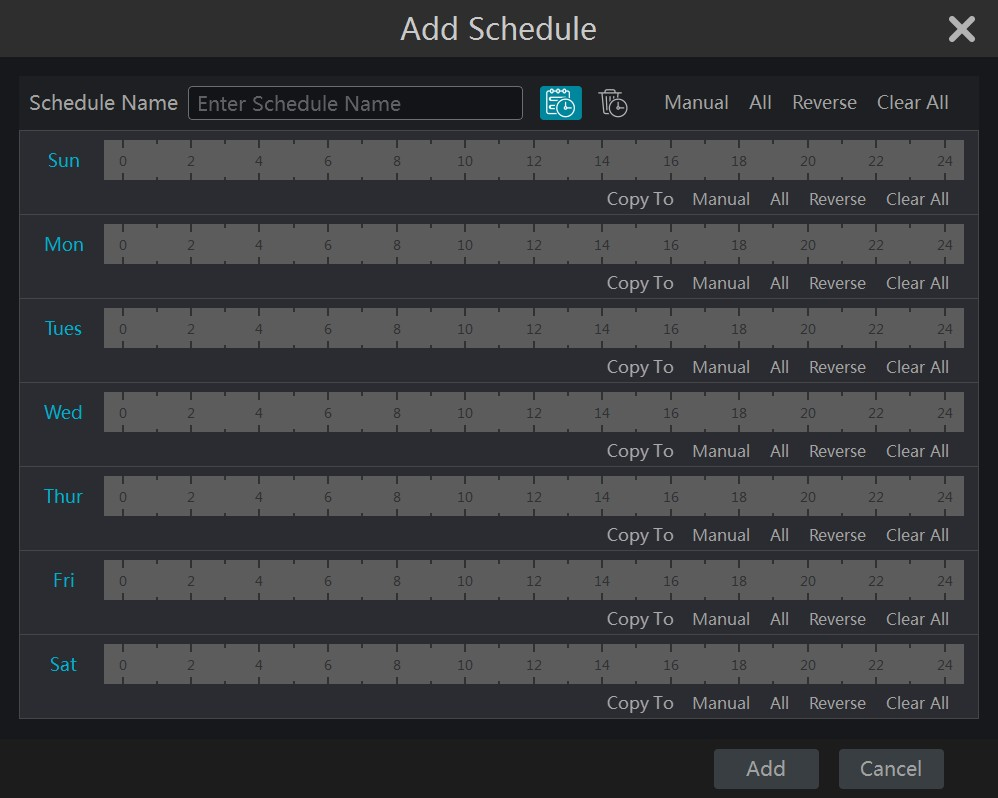 Add Schedule
Schedule Name Enter Schedule Name Manual All Reverse Clear All
Sun 0 2 4 6 8 10 12 14 16 18 20 22 24
Copy To Manual All Reverse Clear All
Mon 0 2 4 6 8 10 12 14 16 18 20 22 24
Copy To Manual All Reverse Clear All
Tues 0 2 4 6 8 10 12 14 16 18 20 22 24
Copy To Manual All Reverse Clear All
Wed 0 2 4 6 8 10 12 14 16 18 20 22 24
Copy To Manual All Reverse Clear All
Thur 0 2 4 6 8 10 12 14 16 18 20 22 24
Copy To Manual All Reverse Clear All
Fri 0 2 4 6 8 10 12 14 16 18 20 22 24
Copy To Manual All Reverse Clear All
Sat 0 2 4 6 8 10 12 14 16 18 20 22 24
Copy To Manual All Reverse Clear All
Add Cancel